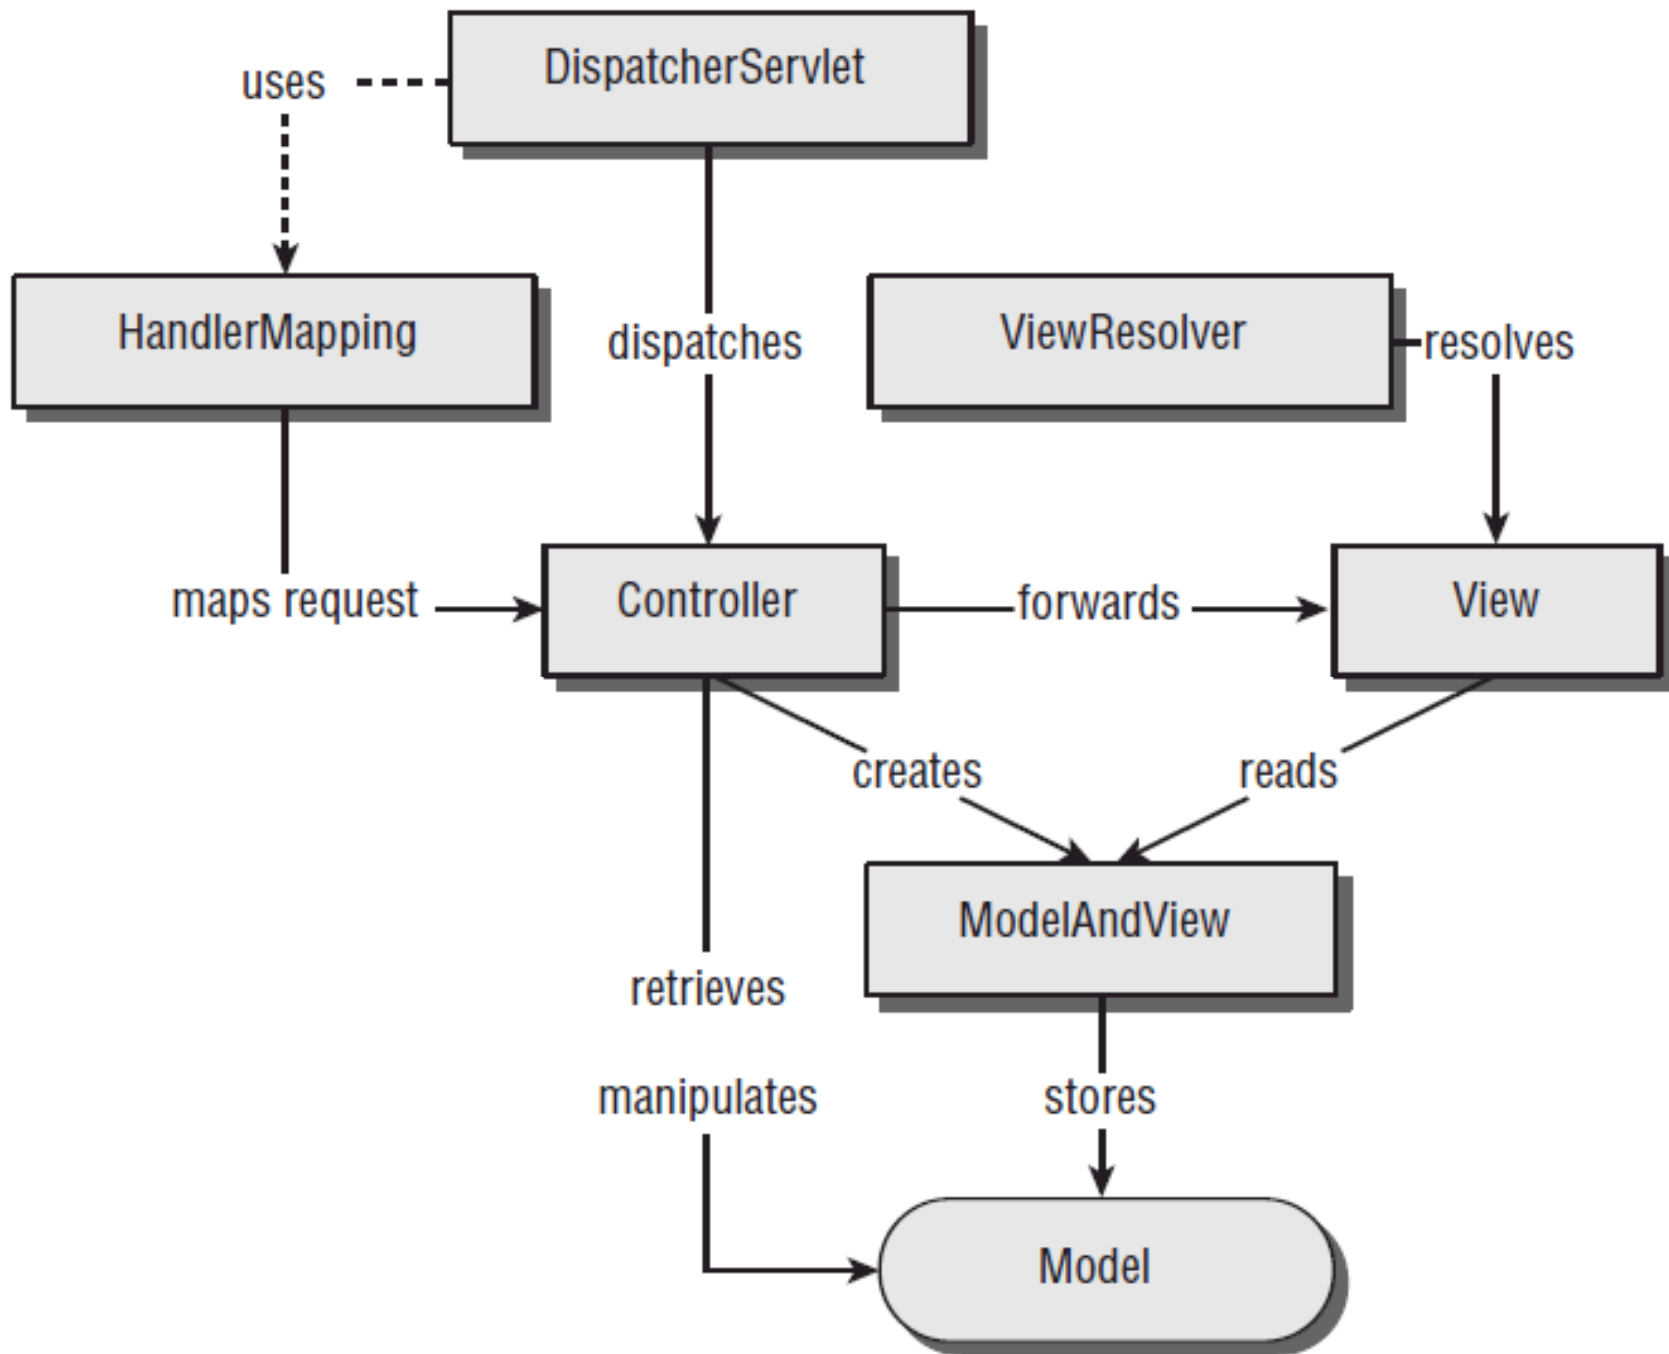 DispatcherServlet
uses
HandlerMapping
dispatches
ViewResolver
resolves
maps request
Controller
forwards
View
creates
reads
ModelAndView
retrieves
manipulates
stores
Model